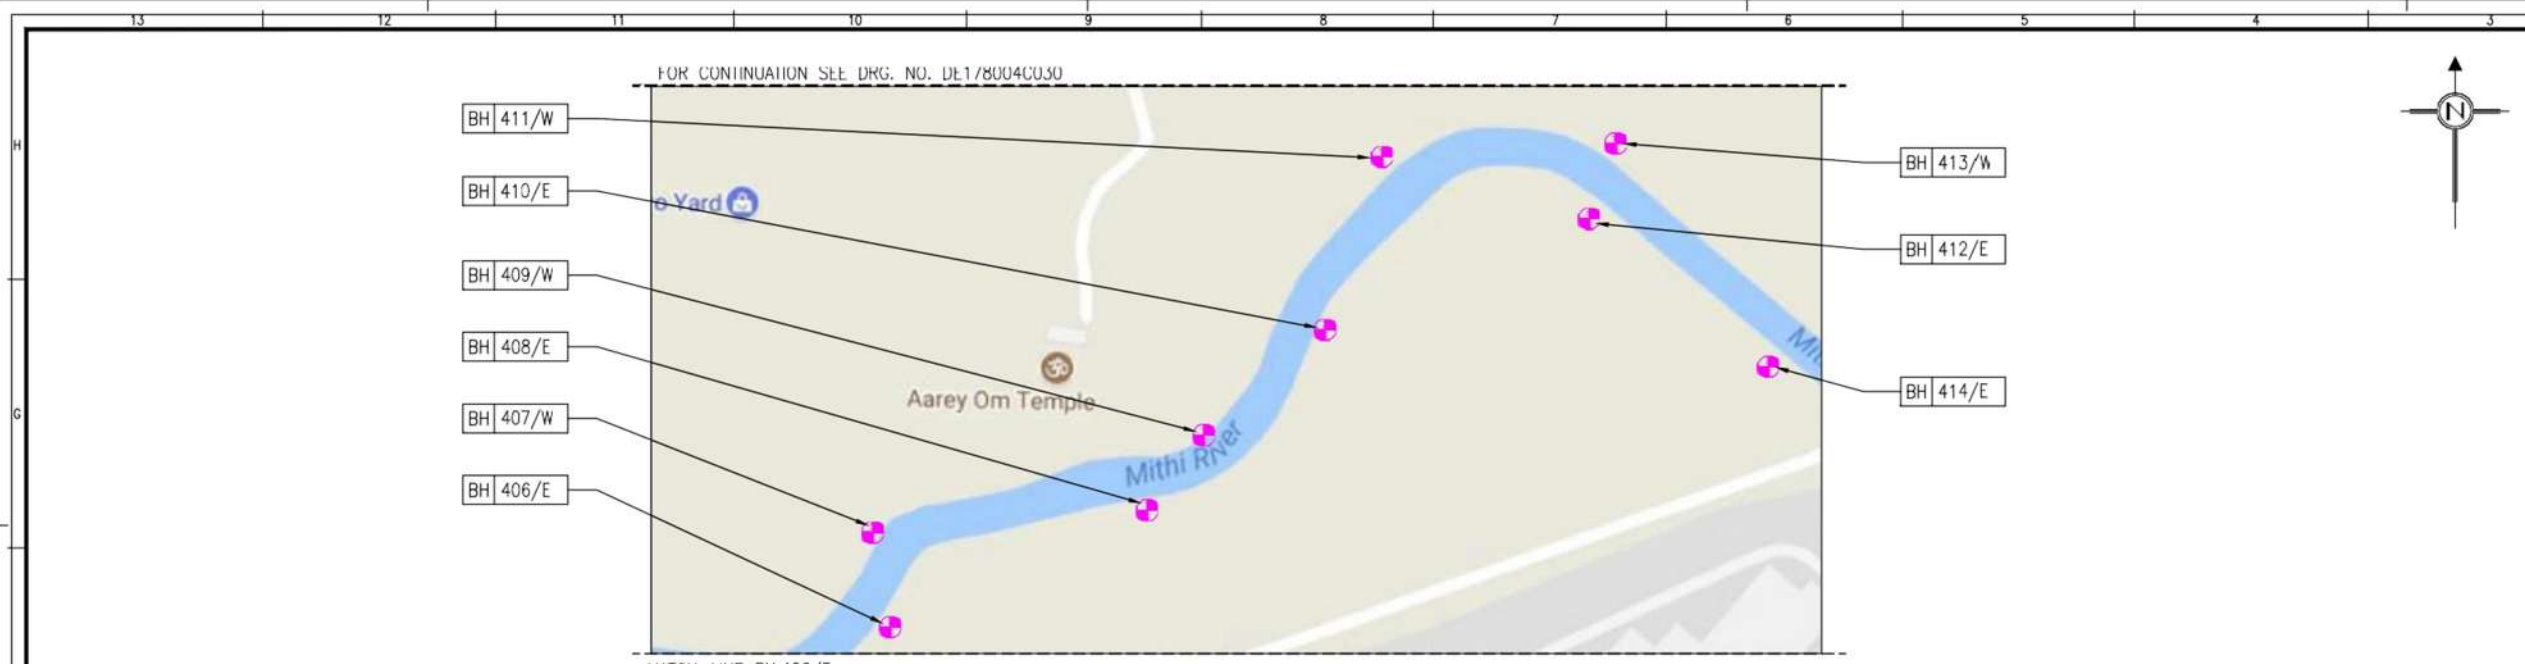 13 12 11 10 9 8 7 6 5 4 3
FOR CONTINUATION SEE DRG. NO. DE178004C030
N
H
BH 411/W
BH 413/W
BH 410/E
o Yard
BH 412/E
BH 409/W
BH 408/E
Mit
ॐ
BH 414/E
Aarey Om Temple
G
BH 407/W
Mithi River
BH 406/E